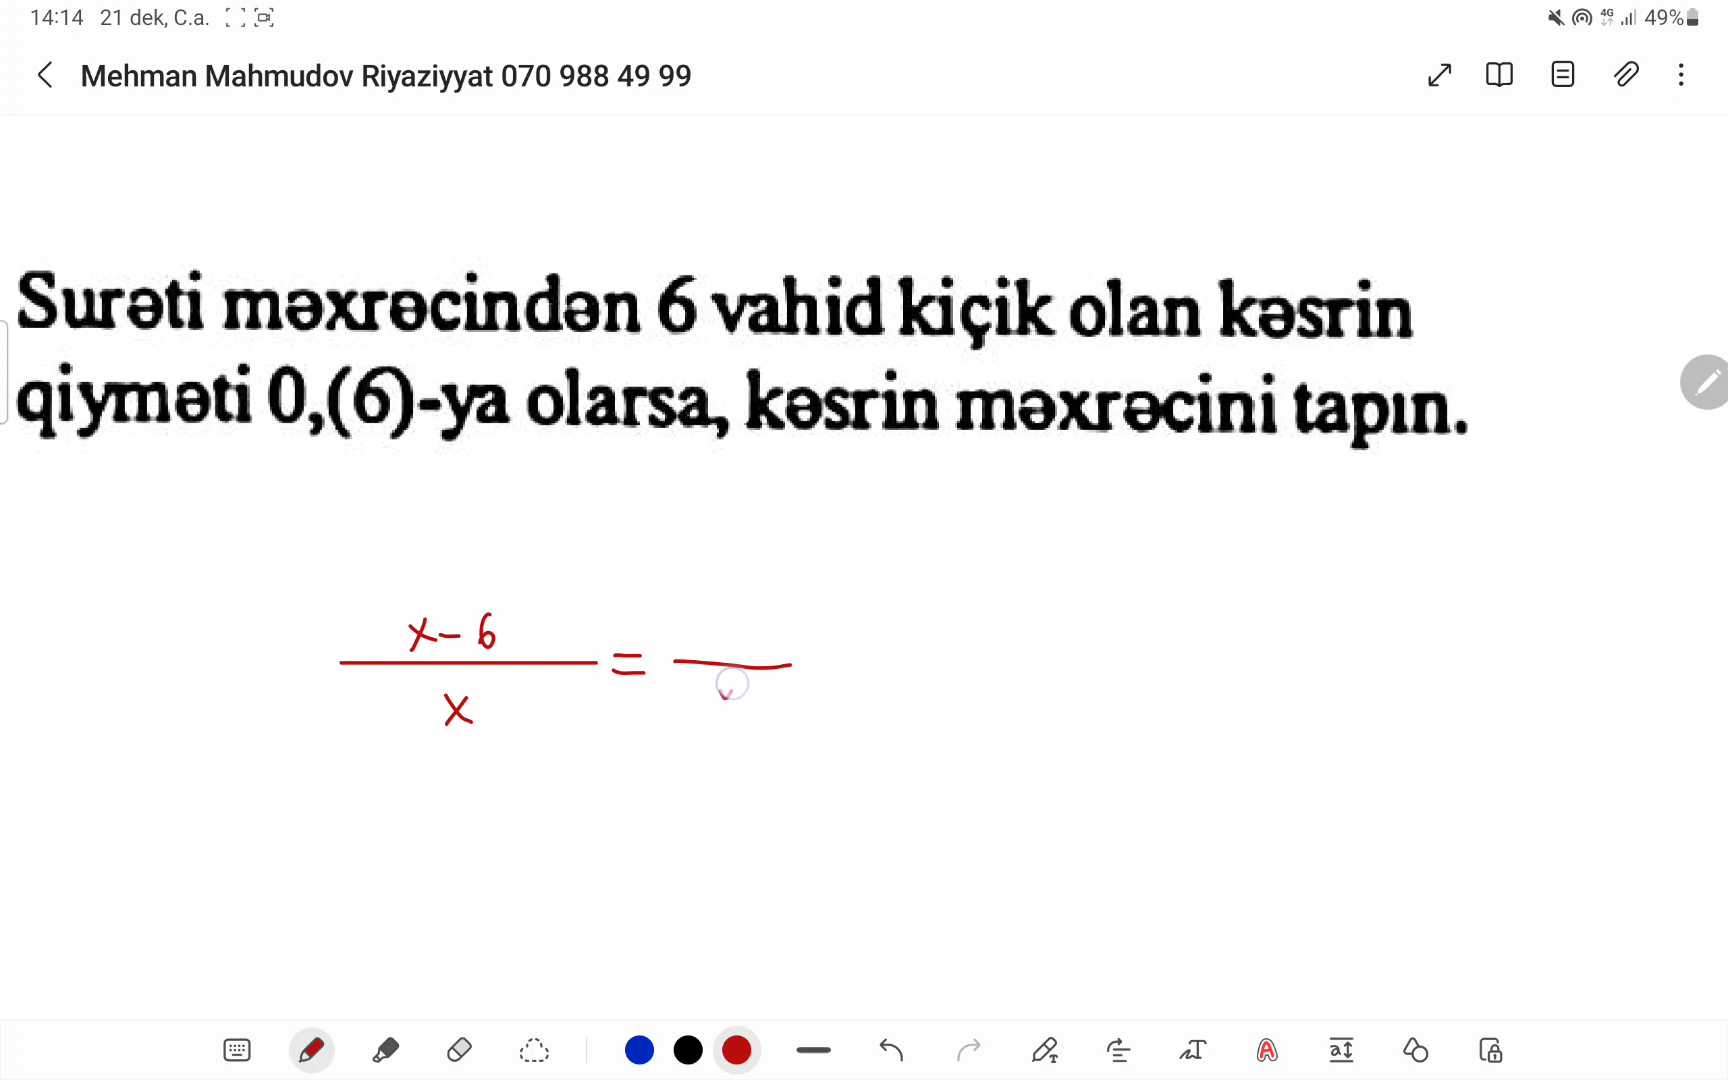 14:14 21 dek, C.a. 4G 49%
Mehman Mahmudov Riyaziyyat 070 988 49 99
Surəti məxrəcindən 6 vahid kiçik olan kəsrin
qiyməti 0,(6)-ya olarsa, kəsrin məxrəcini tapın.
x - 6
=
x